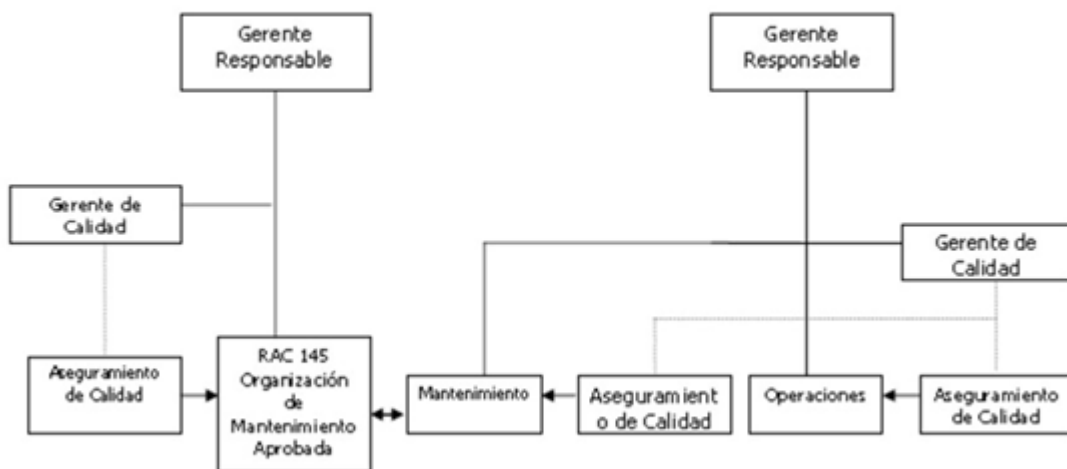 Gerente
Responsable
Gerente
Responsable
Gerente de
Calidad
Gerente de
Calidad
Aseguramiento
de Calidad
RAC 145
Organización
de
Mantenimiento
Aprobada
Mantenimiento
Aseguramient
o de Calidad
Operaciones
Aseguramiento
de Calidad